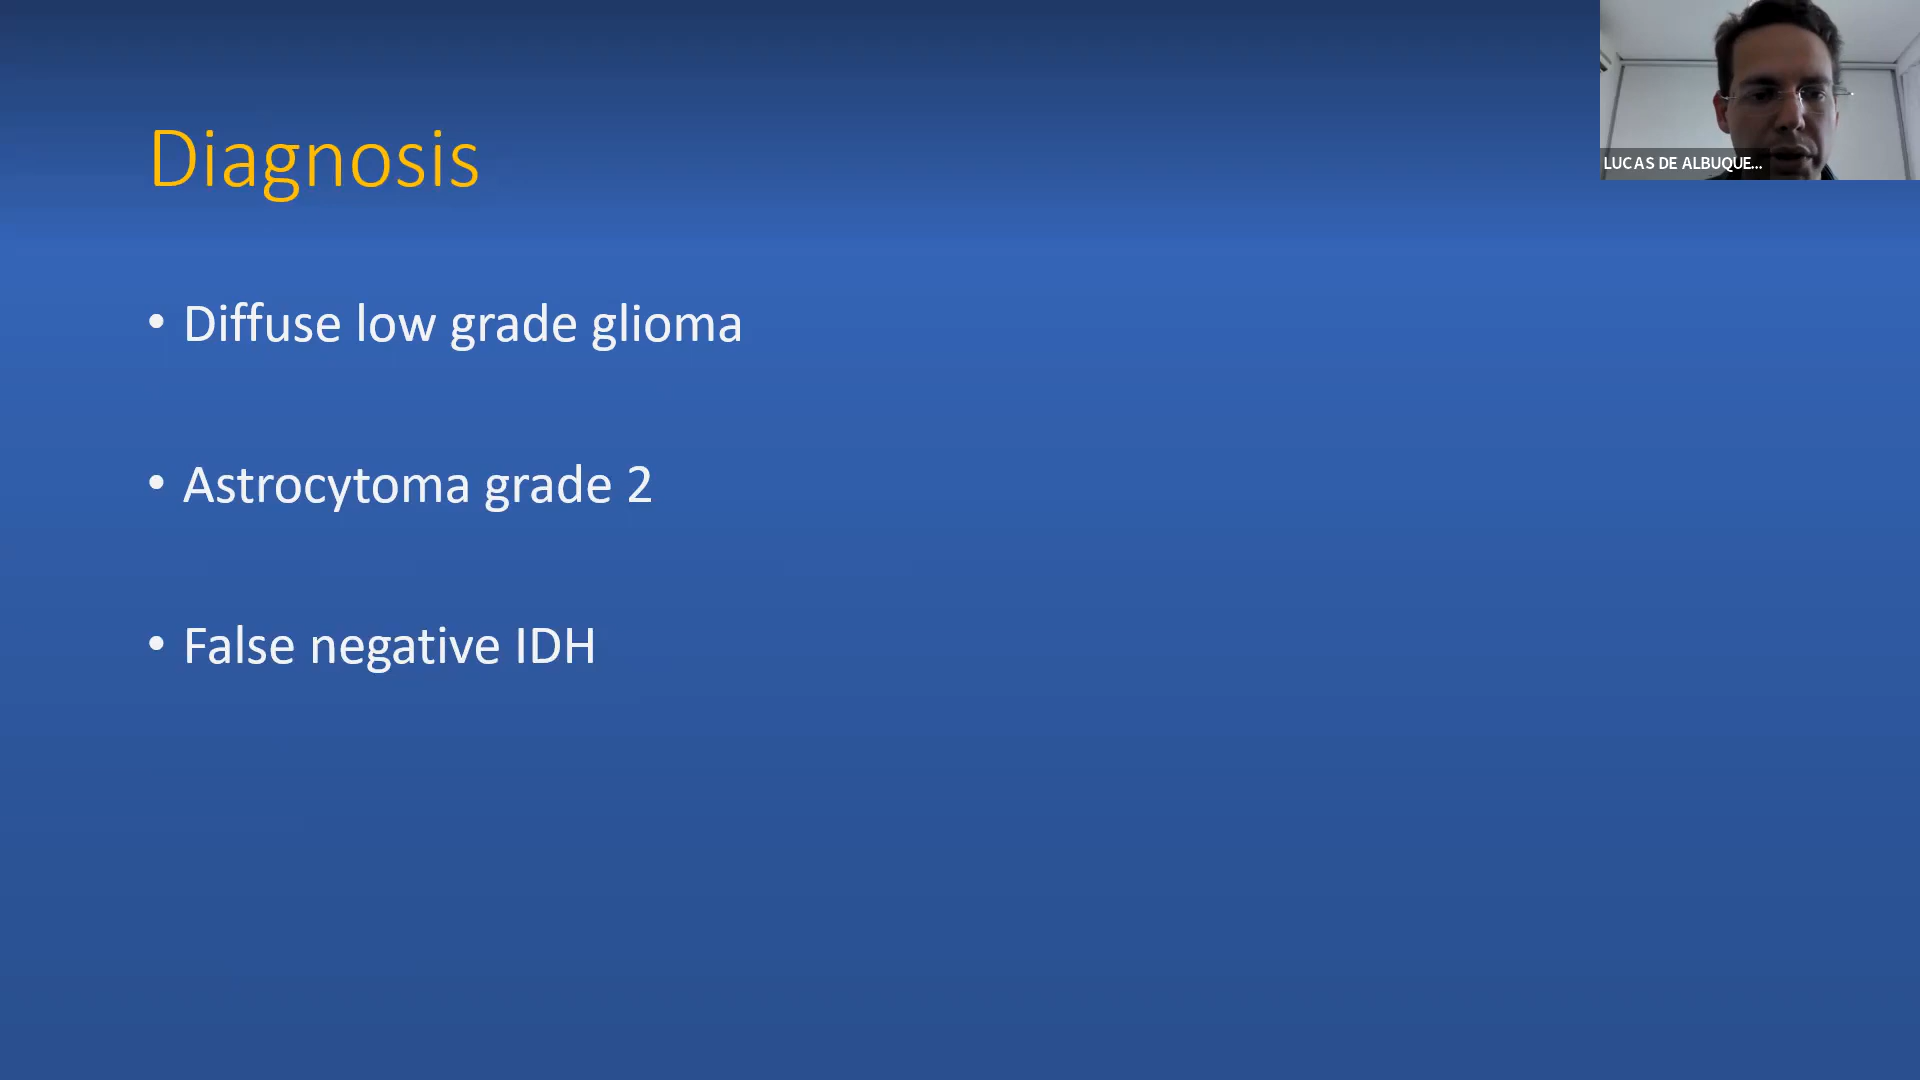 LUCAS DE ALBUQUE...
Diagnosis
• Diffuse low grade glioma
• Astrocytoma grade 2
• False negative IDH